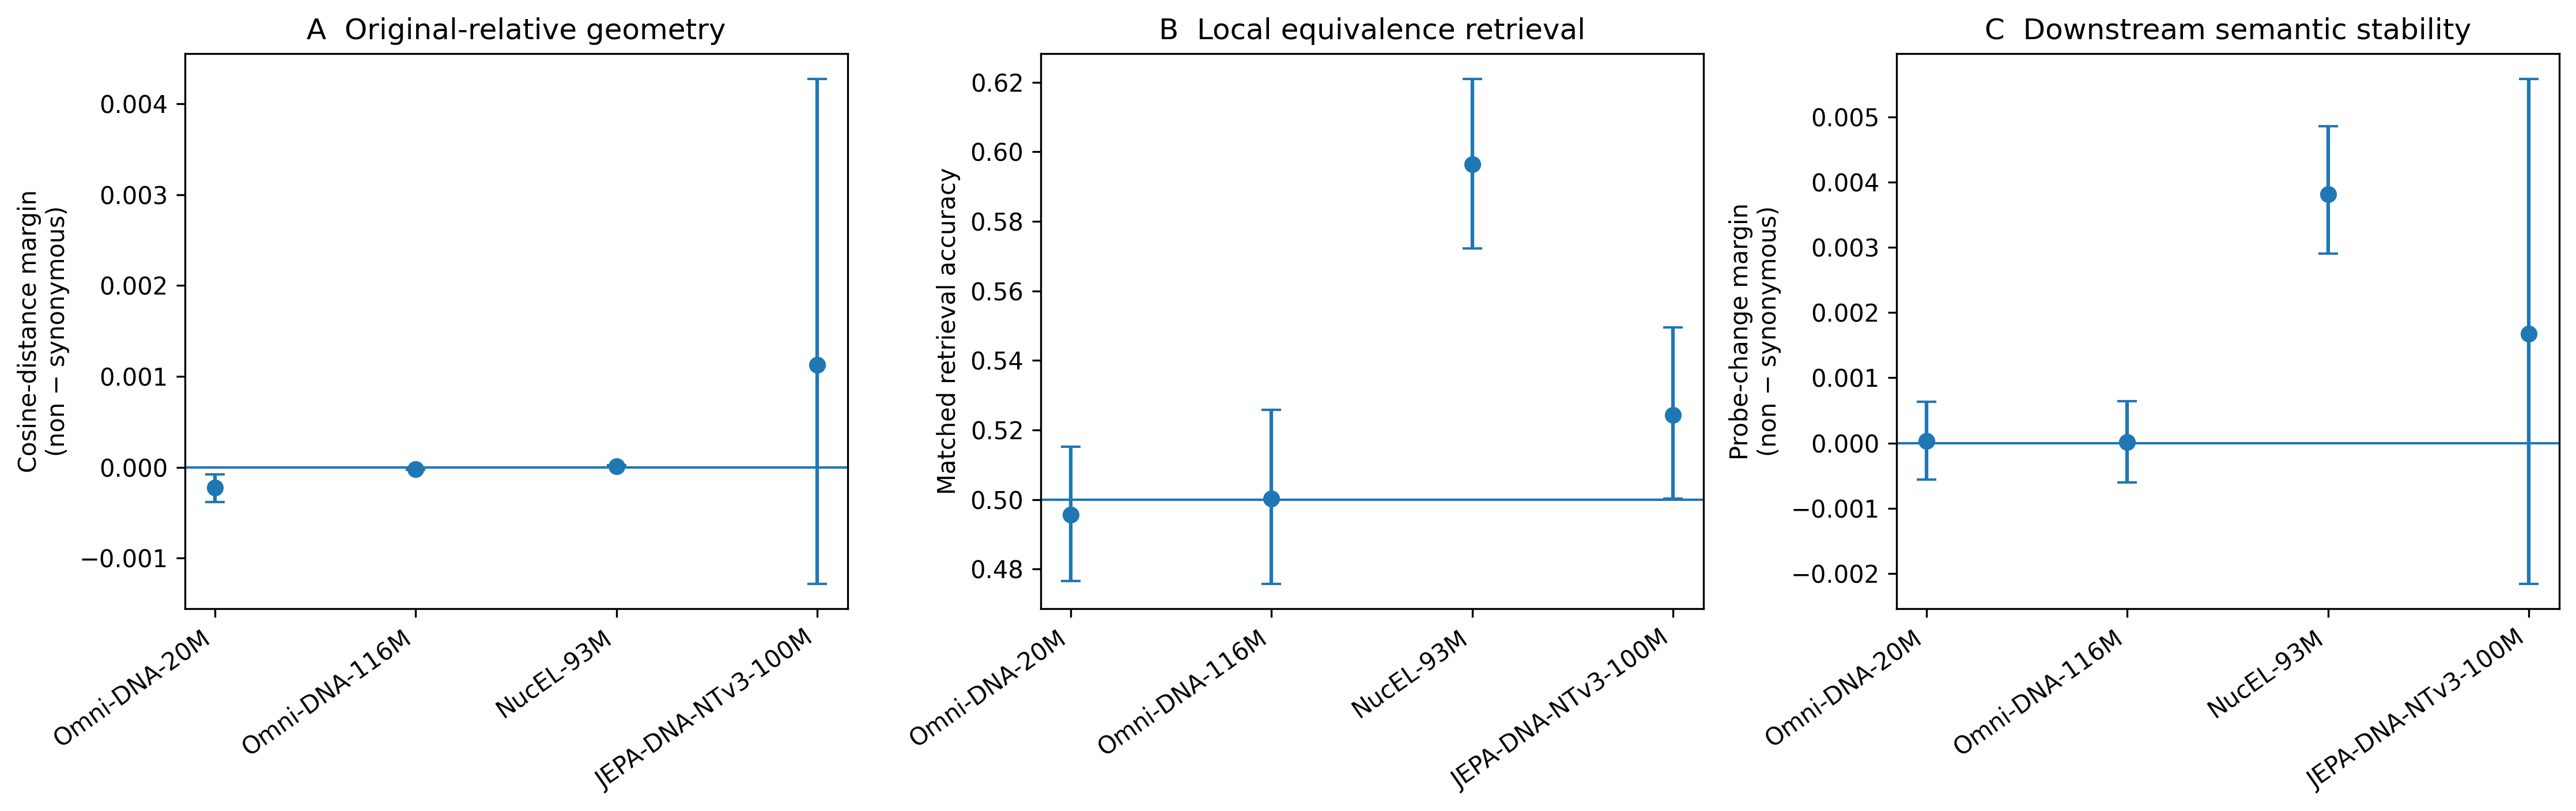 A  Original-relative geometry
Cosine-distance margin
(non − synonymous)
0.004
0.003
0.002
0.001
0.000
−0.001
Omni-DNA-20M
Omni-DNA-116M
NucEL-93M
JEPA-DNA-NTv3-100M
B  Local equivalence retrieval
Matched retrieval accuracy
0.62
0.60
0.58
0.56
0.54
0.52
0.50
0.48
Omni-DNA-20M
Omni-DNA-116M
NucEL-93M
JEPA-DNA-NTv3-100M
C  Downstream semantic stability
Probe-change margin
(non − synonymous)
0.005
0.004
0.003
0.002
0.001
0.000
−0.001
−0.002
Omni-DNA-20M
Omni-DNA-116M
NucEL-93M
JEPA-DNA-NTv3-100M